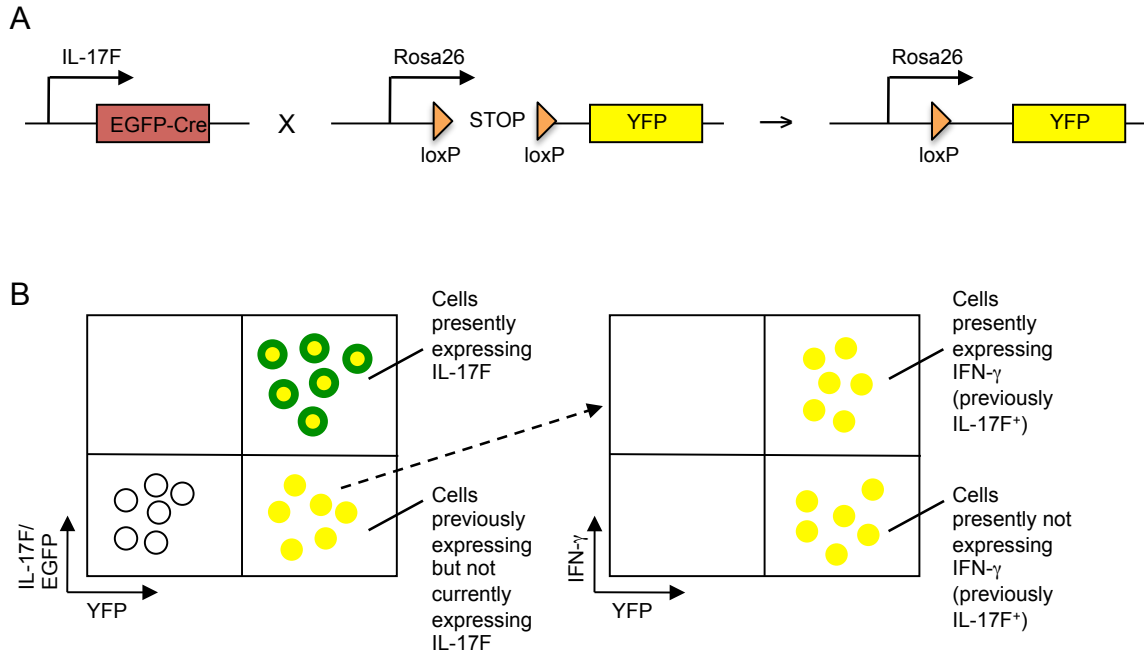 A
IL-17F
Rosa26
Rosa26
EGFP-Cre
X
STOP
YFP
YFP
loxP
loxP
loxP
B
Cells
presently
expressing
IL-17F
Cells
previously
expressing
but not
currently
expressing
IL-17F
IL-17F/
EGFP
YFP
Cells
presently
expressing
IFN-γ
(previously
IL-17F⁺)
Cells
presently not
expressing
IFN-γ
(previously
IL-17F⁺)
IFN-γ
YFP